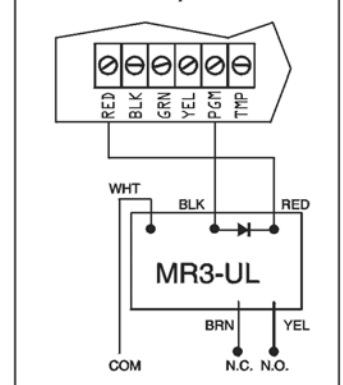 RED BLK GRN YEL PGM TMP
WHT
BLK RED
MR3-UL
BRN YEL
COM N.C. N.O.